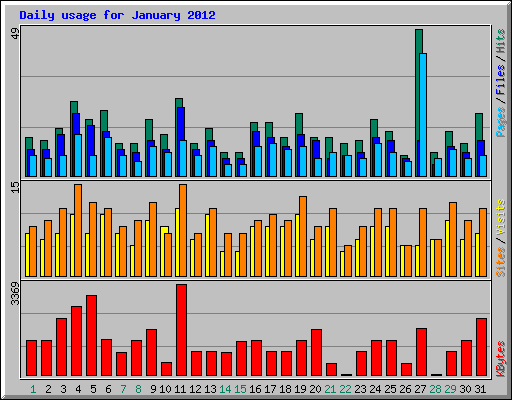 Daily usage for January 2012
49
Pages / Files / Hits
15
Sites / Visits
3369
KBytes
1 2 3 4 5 6 7 8 9 10 11 12 13 14 15 16 17 18 19 20 21 22 23 24 25 26 27 28 29 30 31